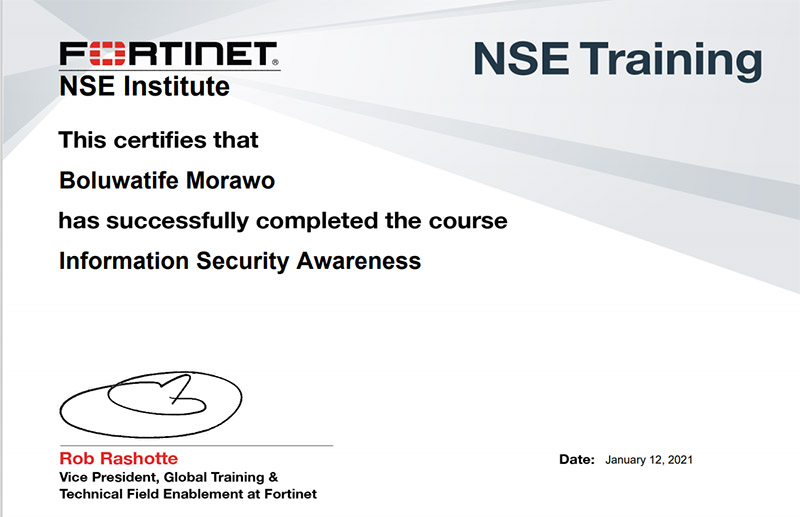 FORTINET®
NSE Training
NSE Institute
This certifies that
Boluwatife Morawo
has successfully completed the course
Information Security Awareness
Rob Rashotte
Vice President, Global Training &
Technical Field Enablement at Fortinet
Date: January 12, 2021